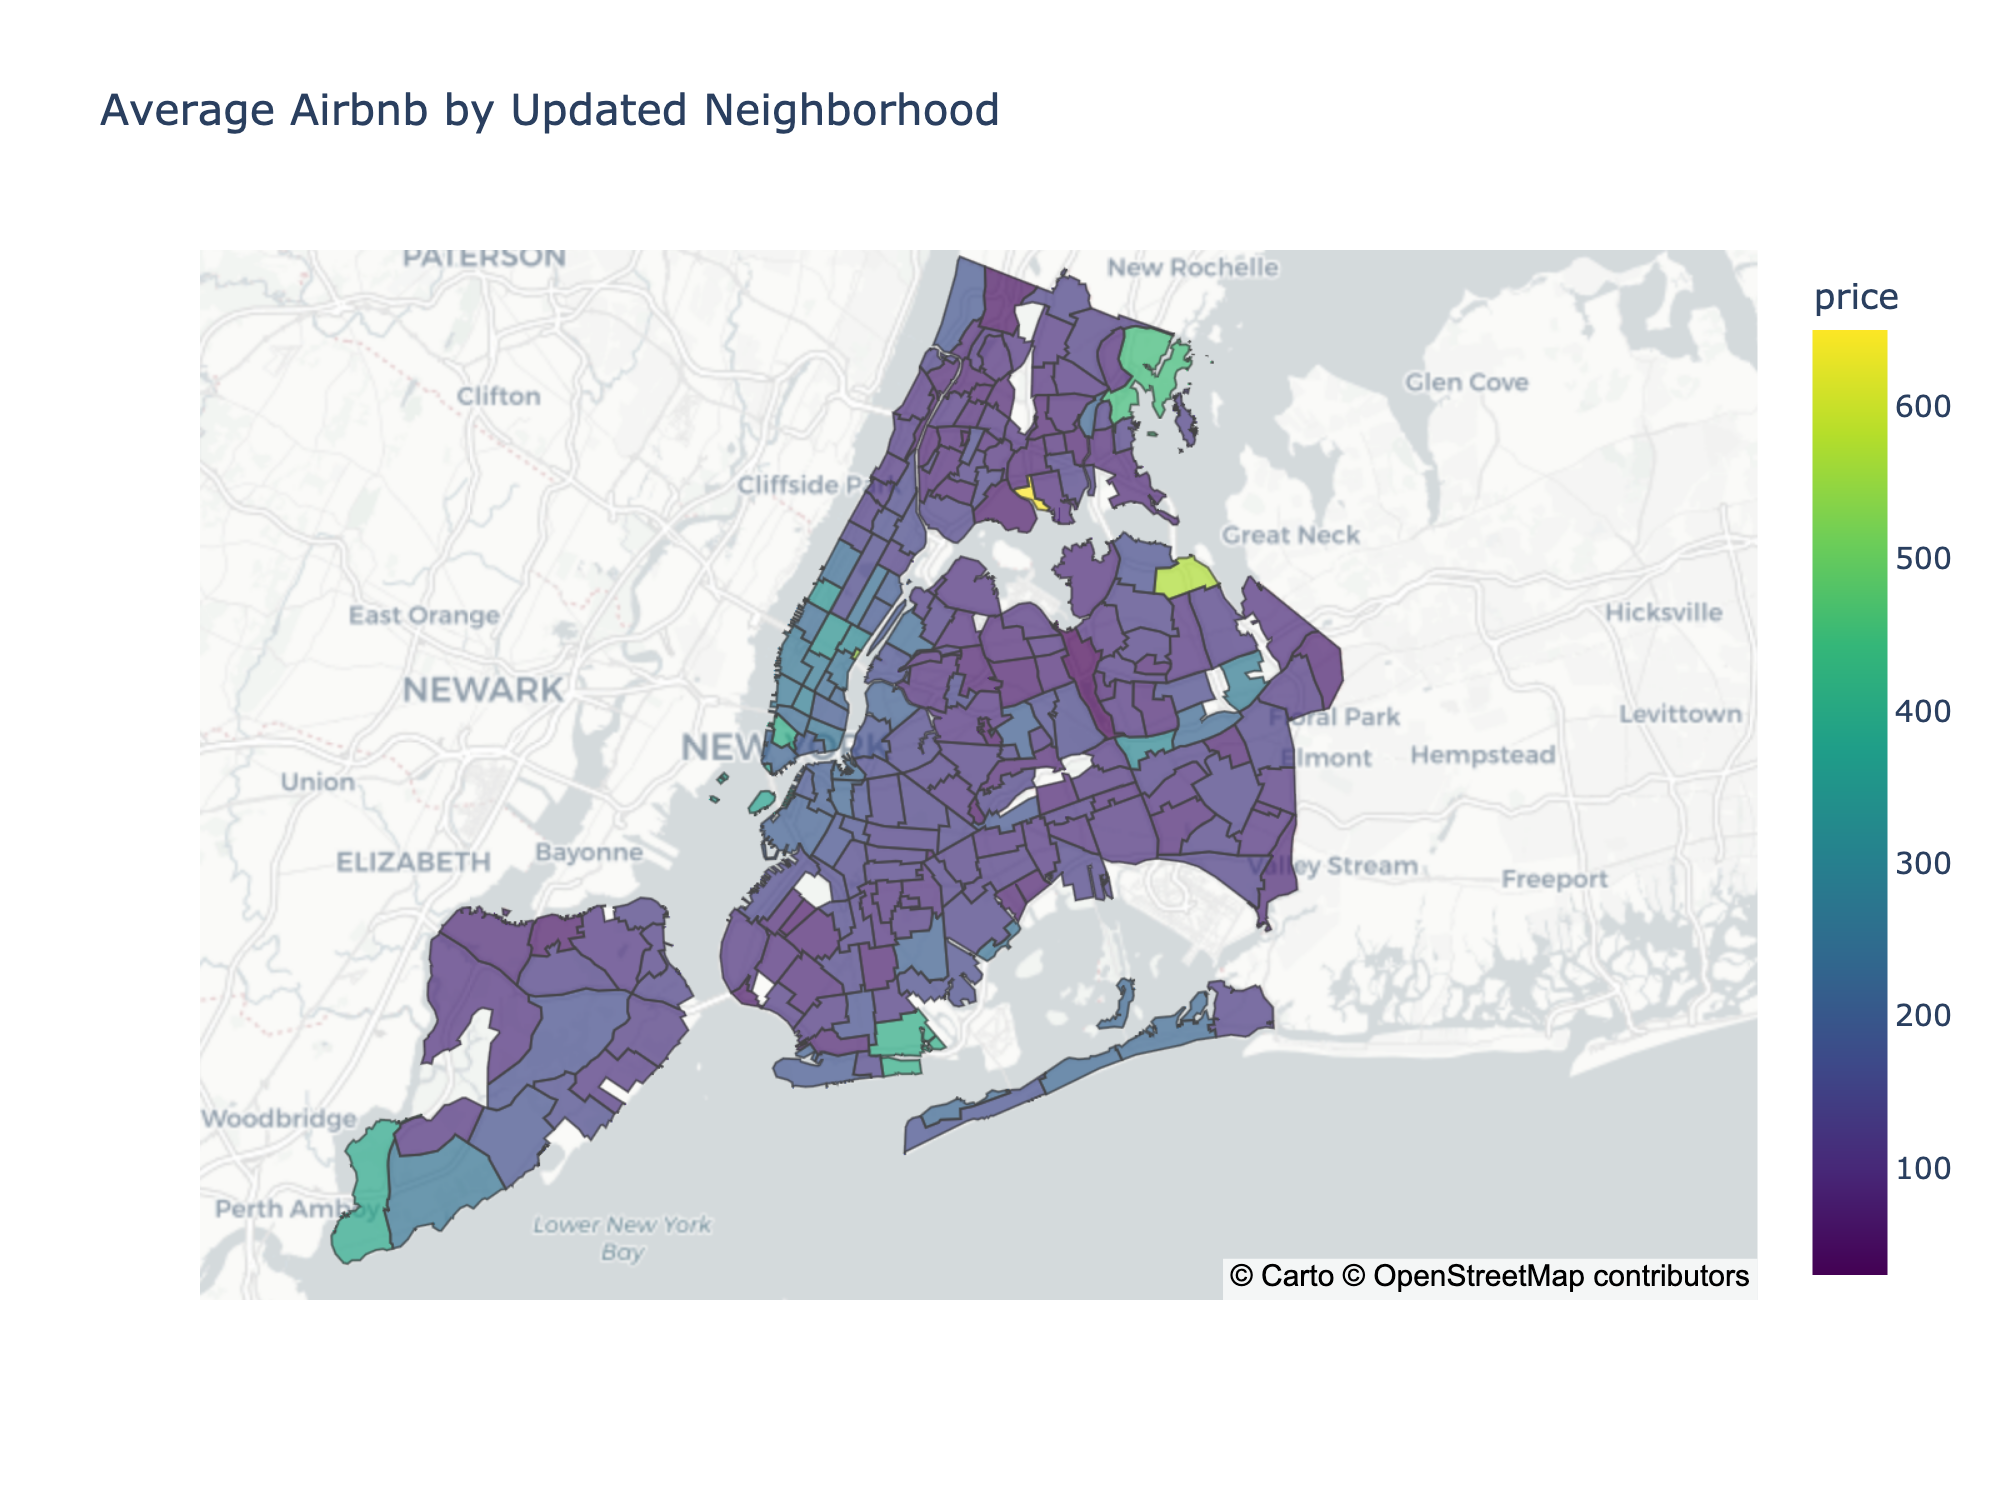 Average Airbnb by Updated Neighborhood
PATERSON
New Rochelle
price
Clifton
Glen Cove
600
Cliffside Park
Great Neck
500
East Orange
Hicksville
NEWARK
Floral Park
Levittown
400
NEW YORK
Elmont
Hempstead
Union
ELIZABETH
Bayonne
Valley Stream
Freeport
300
200
Woodbridge
100
Perth Amboy
Lower New York
Bay
© Carto © OpenStreetMap contributors